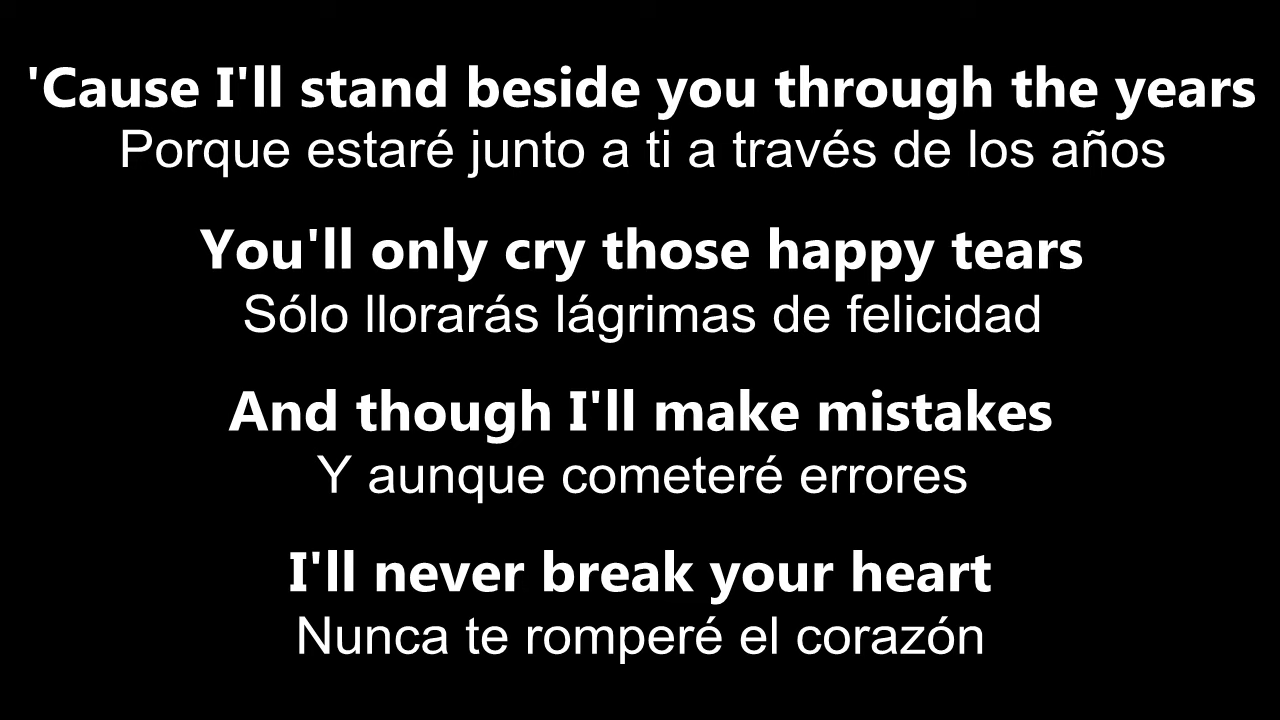 'Cause I'll stand beside you through the years
Porque estaré junto a ti a través de los años
You'll only cry those happy tears
Sólo llorarás lágrimas de felicidad
And though I'll make mistakes
Y aunque cometeré errores
I'll never break your heart
Nunca te romperé el corazón